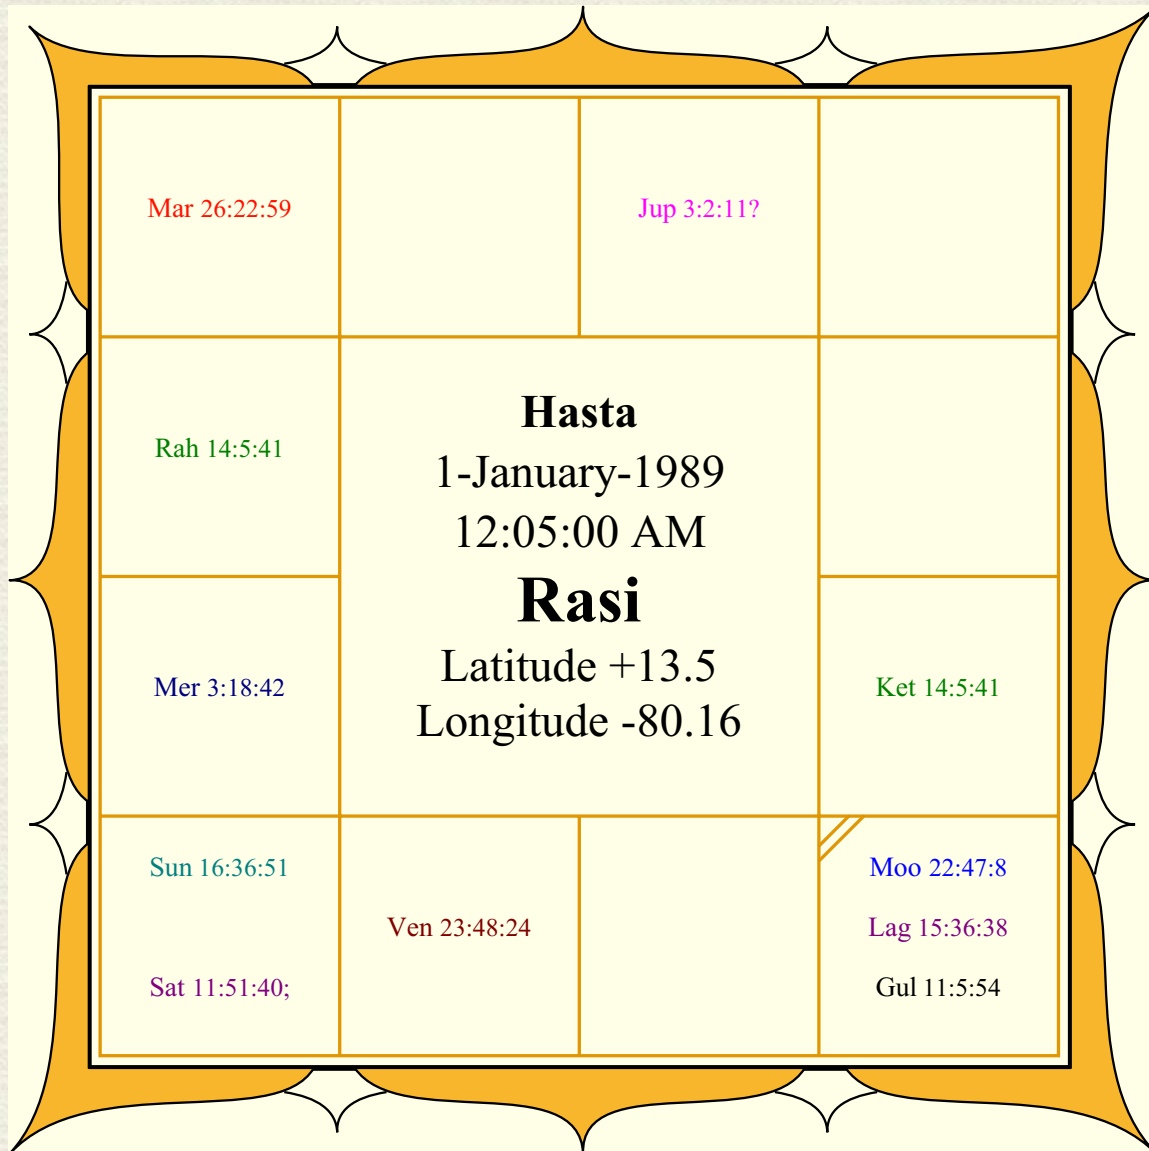 Mar 26:22:59
Jup 3:2:11?
Rah 14:5:41
Hasta
1-January-1989
12:05:00 AM
Rasi
Latitude +13.5
Longitude -80.16
Mer 3:18:42
Ket 14:5:41
Sun 16:36:51
Sat 11:51:40;
Ven 23:48:24
Moo 22:47:8
Lag 15:36:38
Gul 11:5:54